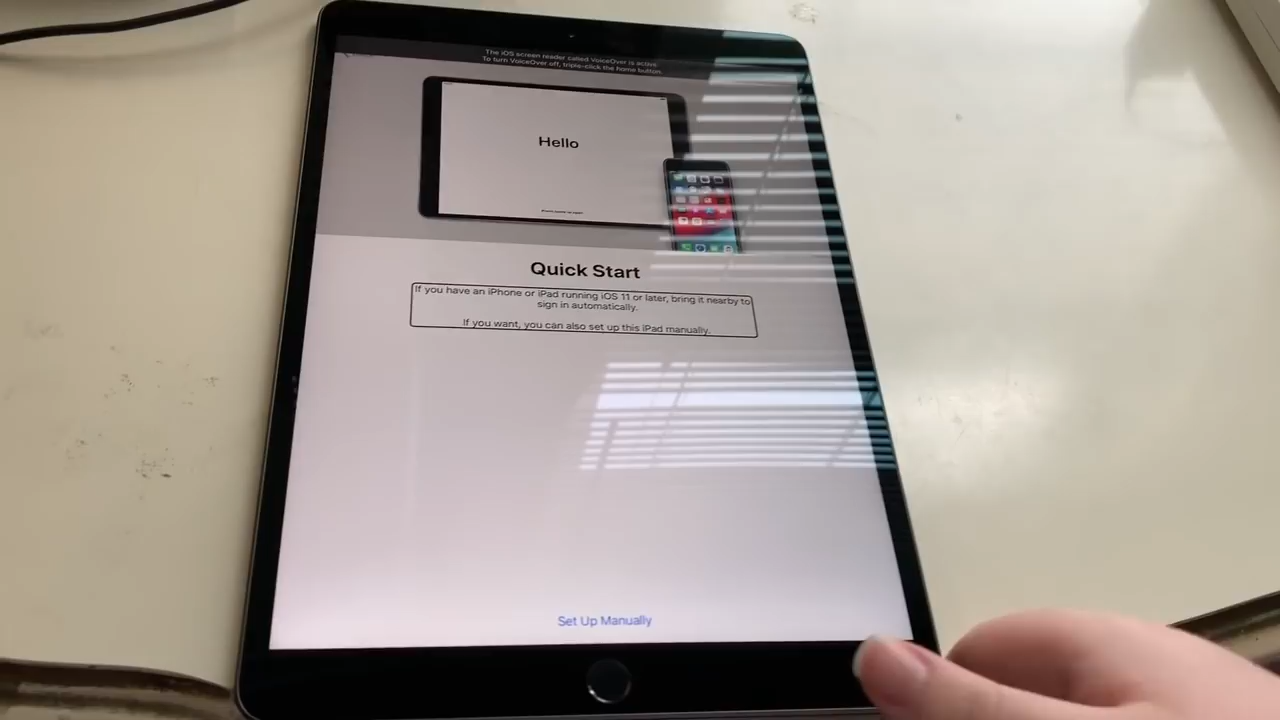 The iOS screen reader called VoiceOver is active.
To turn VoiceOver off, triple-click the home button.
Hello
Quick Start
If you have an iPhone or iPad running iOS 11 or later, bring it nearby to
sign in automatically.
If you want, you can also set up this iPad manually.
Set Up Manually